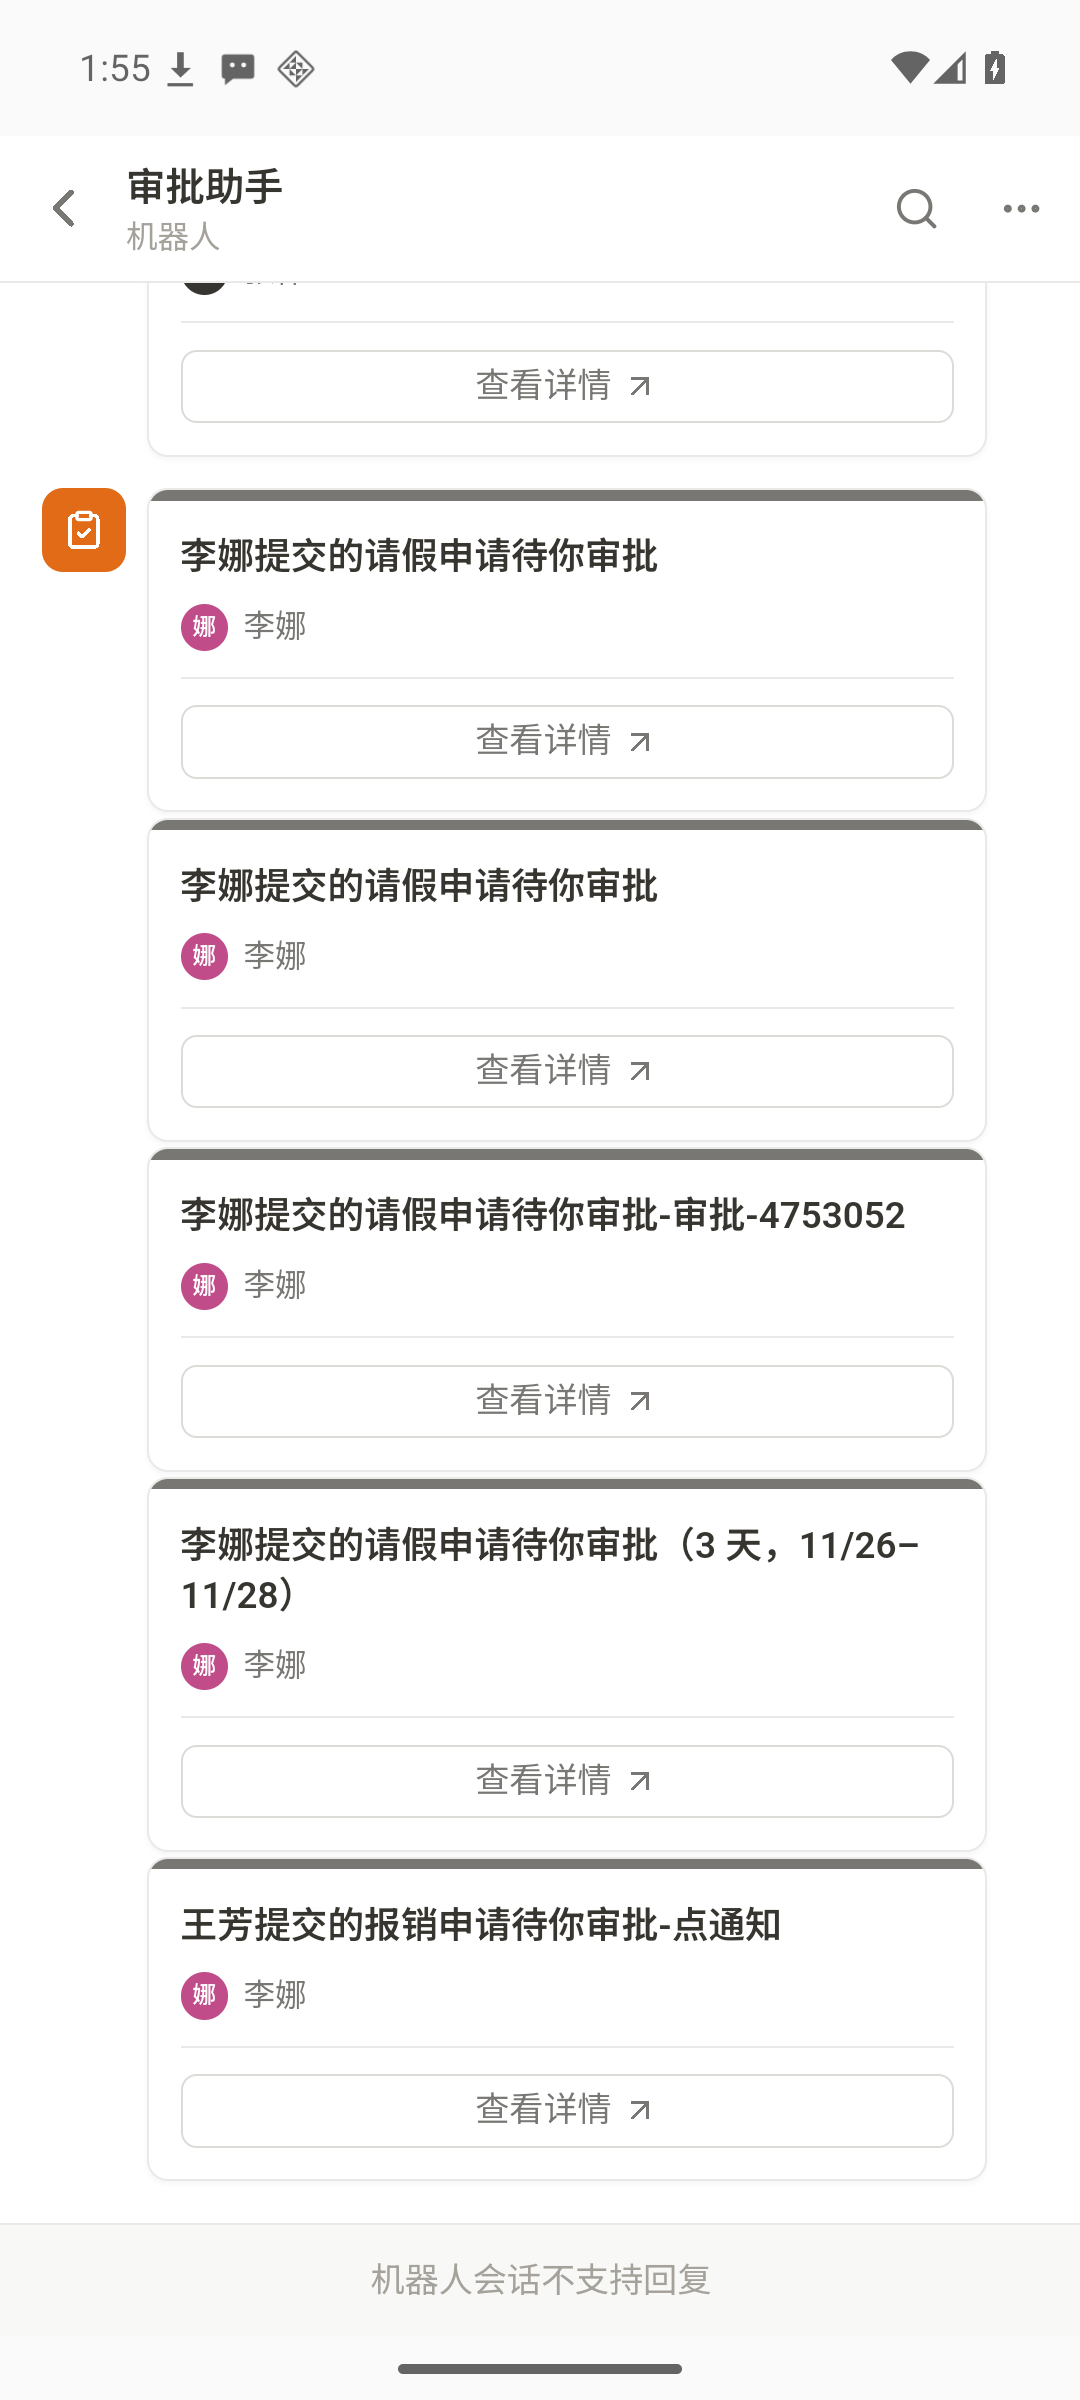 1:55
审批助手
机器人
查看详情
李娜提交的请假申请待你审批
娜 李娜
查看详情
李娜提交的请假申请待你审批
娜 李娜
查看详情
李娜提交的请假申请待你审批-审批-4753052
娜 李娜
查看详情
李娜提交的请假申请待你审批（3 天，11/26–
11/28）
娜 李娜
查看详情
王芳提交的报销申请待你审批-点通知
娜 李娜
查看详情
机器人会话不支持回复